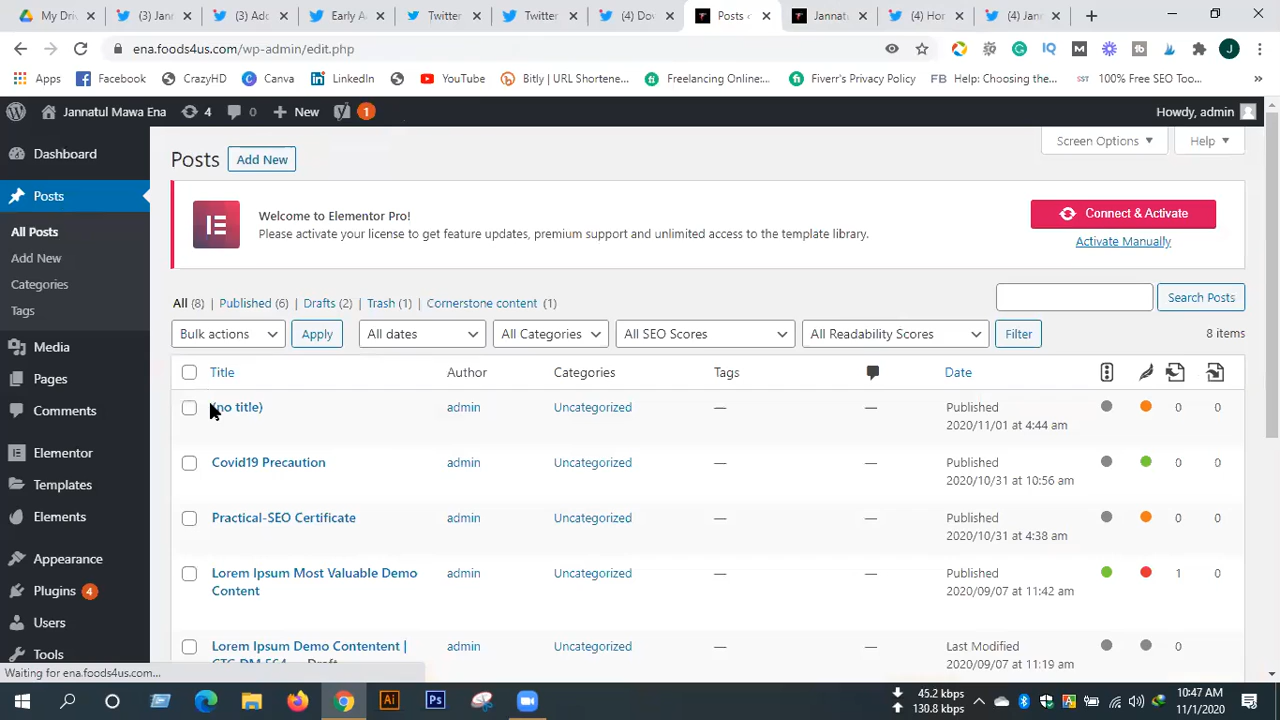 My Dri
(3) Jan
(3) Ad
Early A
Twitter
Twitter
(4) Do
Posts
Jannatu
(4) Hor
(4) Jan
ena.foods4us.com/wp-admin/edit.php
Apps
Facebook
CrazyHD
Canva
LinkedIn
YouTube
Bitly | URL Shortene...
Freelancing Online:...
Fiverr's Privacy Policy
FB Help: Choosing the...
100% Free SEO Too...
Jannatul Mawa Ena
4
0
New
1
Howdy, admin
Dashboard
Posts
All Posts
Add New
Categories
Tags
Media
Pages
Comments
Elementor
Templates
Elements
Appearance
Plugins 4
Users
Tools
Posts
Add New
Screen Options
Help
Welcome to Elementor Pro!
Please activate your license to get feature updates, premium support and unlimited access to the template library.
Connect & Activate
Activate Manually
All (8) | Published (6) | Drafts (2) | Trash (1) | Cornerstone content (1)
Search Posts
Bulk actions
Apply
All dates
All Categories
All SEO Scores
All Readability Scores
Filter
8 items
Title
Author
Categories
Tags
Date
(no title)
admin
Uncategorized
—
—
Published
2020/11/01 at 4:44 am
0
0
Covid19 Precaution
admin
Uncategorized
—
—
Published
2020/10/31 at 10:56 am
0
0
Practical-SEO Certificate
admin
Uncategorized
—
—
Published
2020/10/31 at 4:38 am
0
0
Lorem Ipsum Most Valuable Demo
Content
admin
Uncategorized
—
—
Published
2020/09/07 at 11:42 am
1
0
Lorem Ipsum Demo Contentent |
admin
Uncategorized
—
—
Last Modified
2020/09/07 at 11:19 am
0
Waiting for ena.foods4us.com...
45.2 kbps
130.8 kbps
10:47 AM
11/1/2020